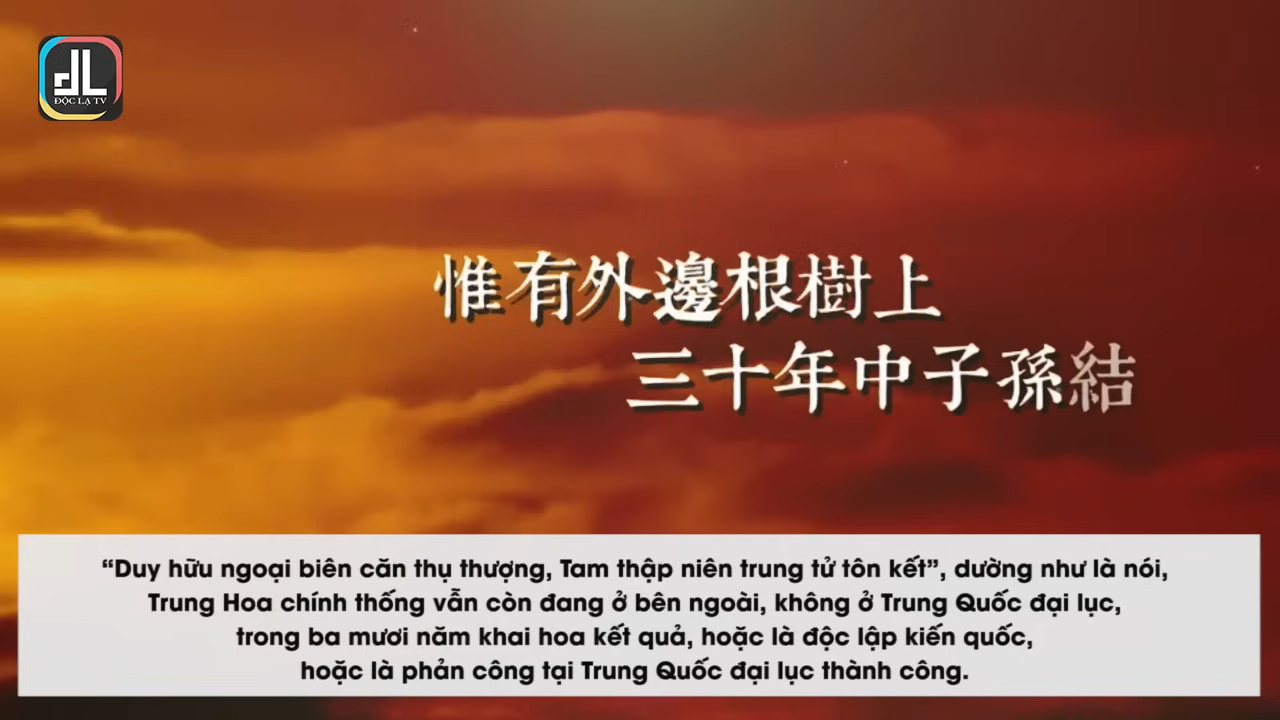 ĐỘC LẠ TV
惟有外邊根樹上
三十年中子孫結
“Duy hữu ngoại biên căn thụ thượng, Tam thập niên trung tử tôn kết”, dường như là nói,
Trung Hoa chính thống vẫn còn đang ở bên ngoài, không ở Trung Quốc đại lục,
trong ba mươi năm khai hoa kết quả, hoặc là độc lập kiến quốc,
hoặc là phản công tại Trung Quốc đại lục thành công.